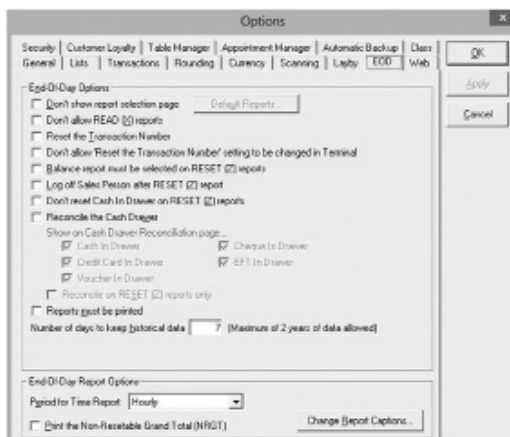 Options
Security Customer Loyalty Table Manager Appointment Manager Automatic Backup Class
General Lists Transactions Rounding Currency Scanning Layby EOD Web
OK
Apply
Cancel
End-Of-Day Options
Don't show report selection page Default Reports...
Don't allow READ (X) reports
Reset the Transaction Number
Don't allow 'Reset the Transaction Number' setting to be changed in Terminal
Balance report must be selected on RESET (Z) reports
Log off Sales Person after RESET (Z) report
Don't reset Cash In Drawer on RESET (Z) reports
Reconcile the Cash Drawer
Show on Cash Drawer Reconciliation page...
Cash In Drawer Cheque In Drawer
Credit Card In Drawer EFT In Drawer
Voucher In Drawer
Reconcile on RESET (Z) reports only
Reports must be printed
Number of days to keep historical data 7 (Maximum of 2 years of data allowed)
End-Of-Day Report Options
Period for Time Report Hourly
Print the Non-Resetable Grand Total (NRGT) Change Report Captions...